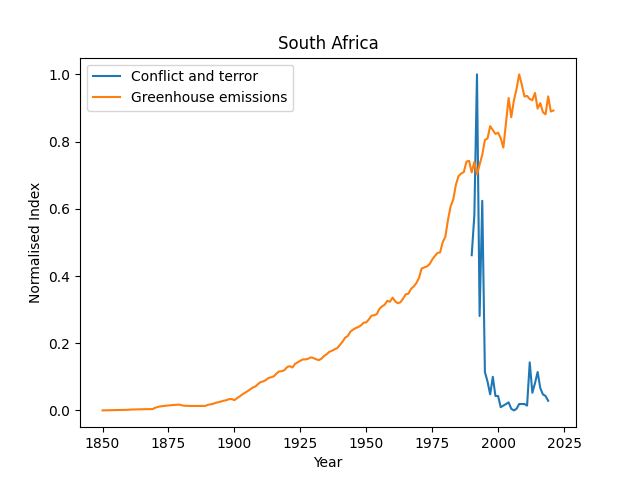 South Africa
Conflict and terror
Greenhouse emissions
Normalised Index
1.0
0.8
0.6
0.4
0.2
0.0
1850 1875 1900 1925 1950 1975 2000 2025
Year